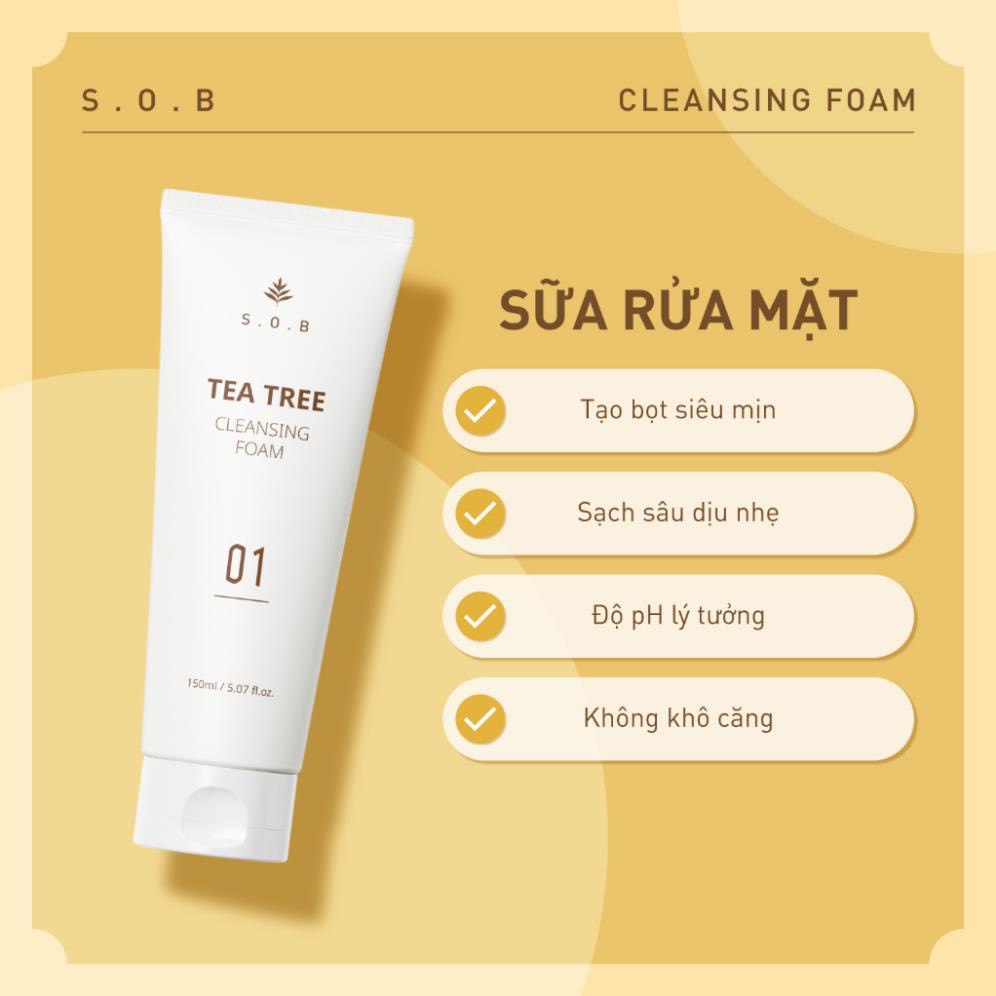 S . O . B
CLEANSING FOAM
S . O . B
TEA TREE
CLEANSING
FOAM
01
150ml / 5.07 fl.oz.
SỮA RỬA MẶT
Tạo bọt siêu mịn
Sạch sâu dịu nhẹ
Độ pH lý tưởng
Không khô căng